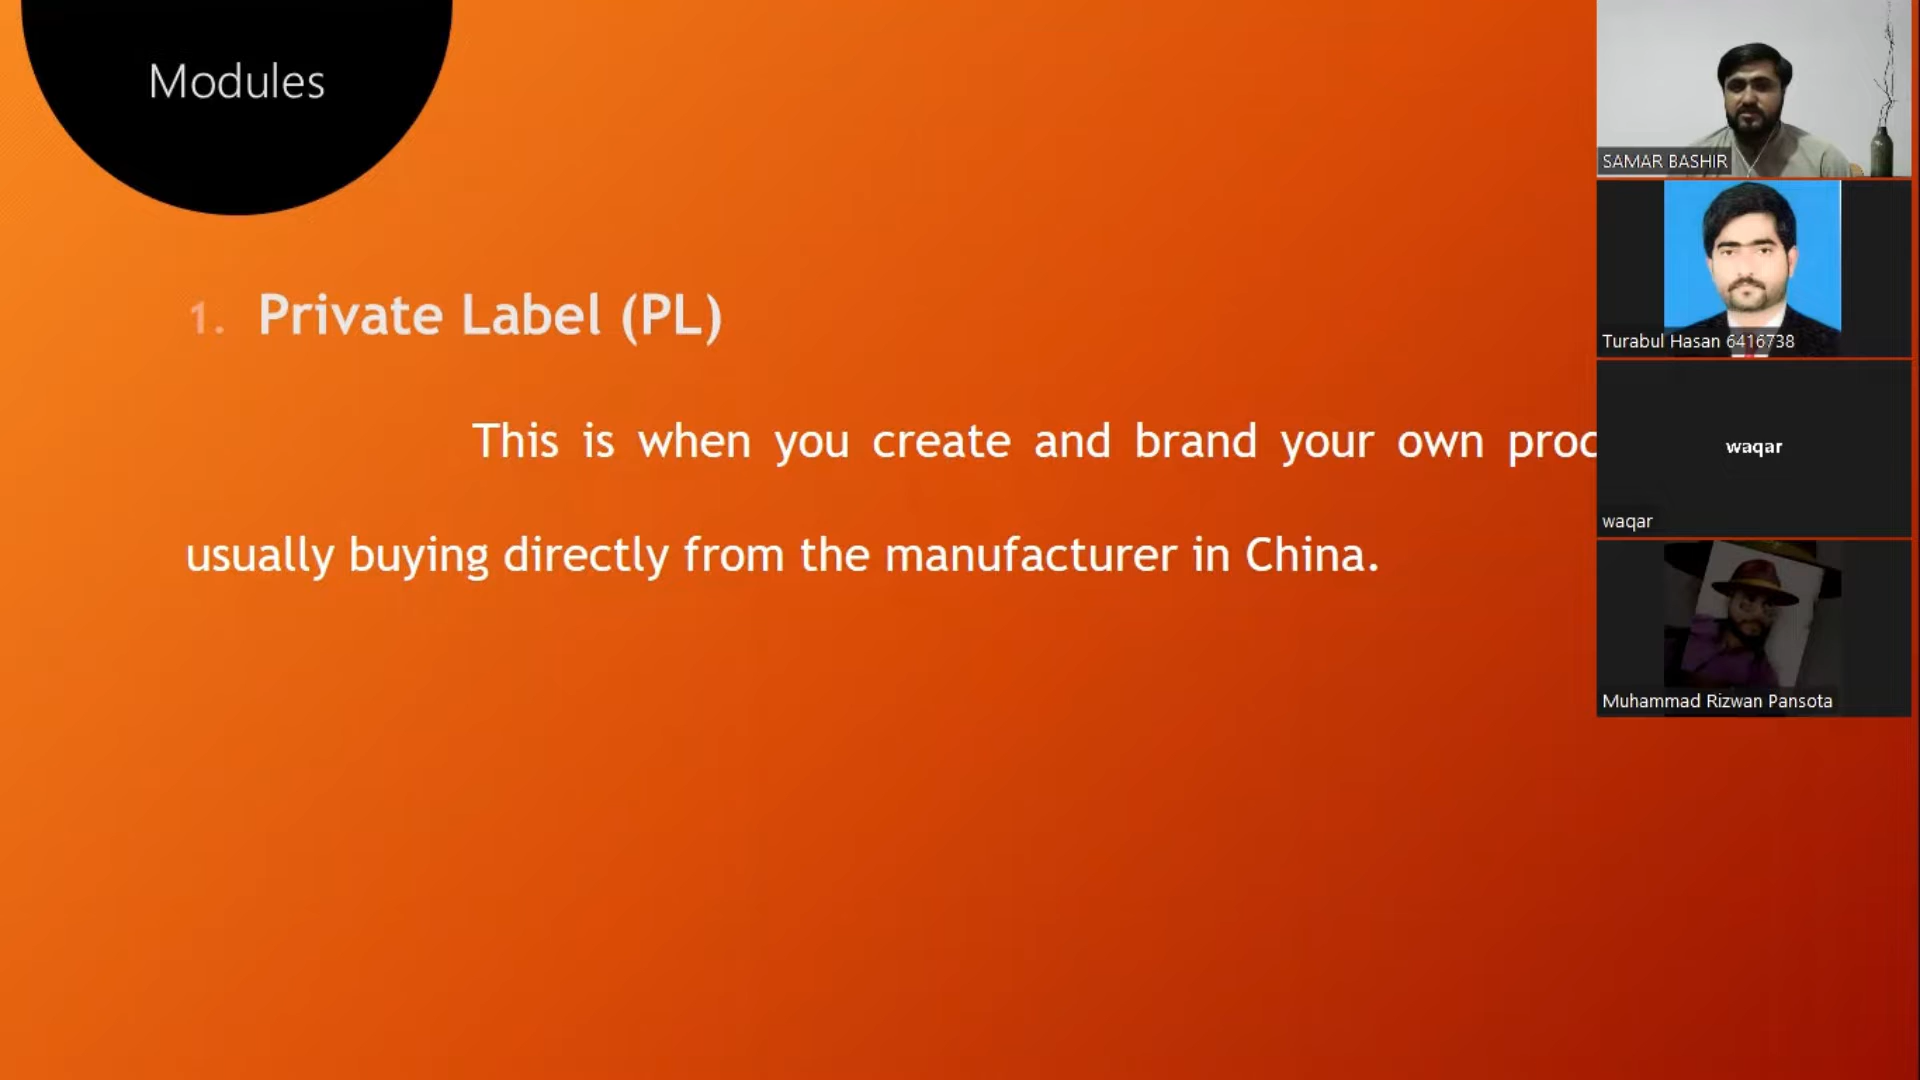 Modules
1. Private Label (PL)
This is when you create and brand your own
usually buying directly from the manufacturer in China.
SAMAR BASHIR
Turabul Hasan 6416738
waqar
waqar
Muhammad Rizwan Pansota